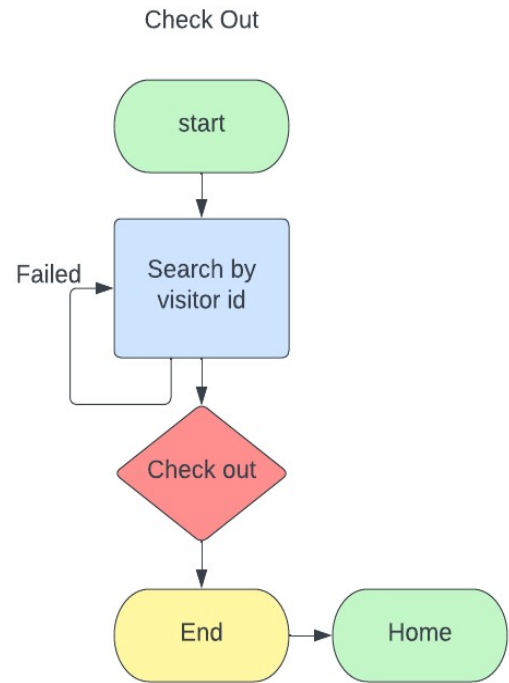 Check Out
start
Search by
visitor id
Failed
Check out
End
Home